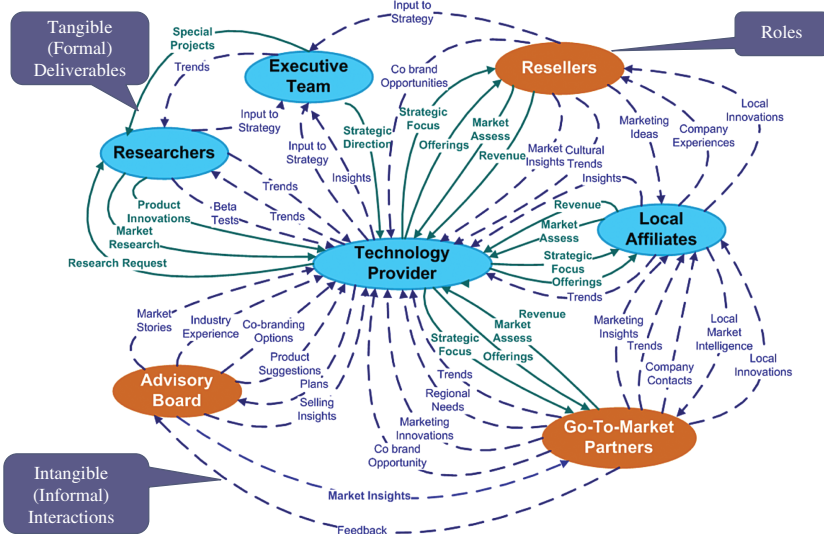 Tangible
(Formal)
Deliverables
Special
Projects
Input to
Strategy
Roles
Trends
Executive
Team
Co brand
Opportunities
Resellers
Local
Innovations
Input to
Strategy
Researchers
Input to
Strategy
Insights
Strategic
Direction
Strategic
Focus
Offerings
Market
Assess
Revenue
Market
Insights
Cultural
Trends
Insights
Marketing
Ideas
Company
Experiences
Trends
Trends
Beta
Tests
Product
Innovations
Market
Research
Research Request
Revenue
Market
Assess
Strategic
Focus
Offerings
Trends
Local
Affiliates
Technology
Provider
Market
Stories
Industry
Experience
Co-branding
Options
Product
Suggestions
Plans
Selling
Insights
Advisory
Board
Strategic
Focus
Revenue
Market
Assess
Offerings
Trends
Regional
Needs
Marketing
Innovations
Co brand
Opportunity
Marketing
Insights
Trends
Company
Contacts
Local
Market
Intelligence
Local
Innovations
Go-To-Market
Partners
Intangible
(Informal)
Interactions
Market Insights
Feedback